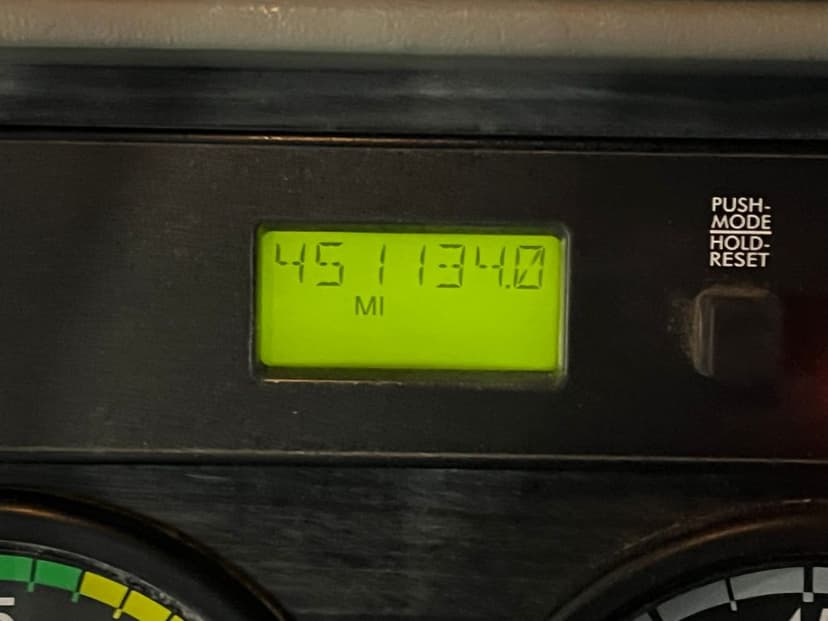 451134.0
MI
PUSH-
MODE
HOLD-
RESET